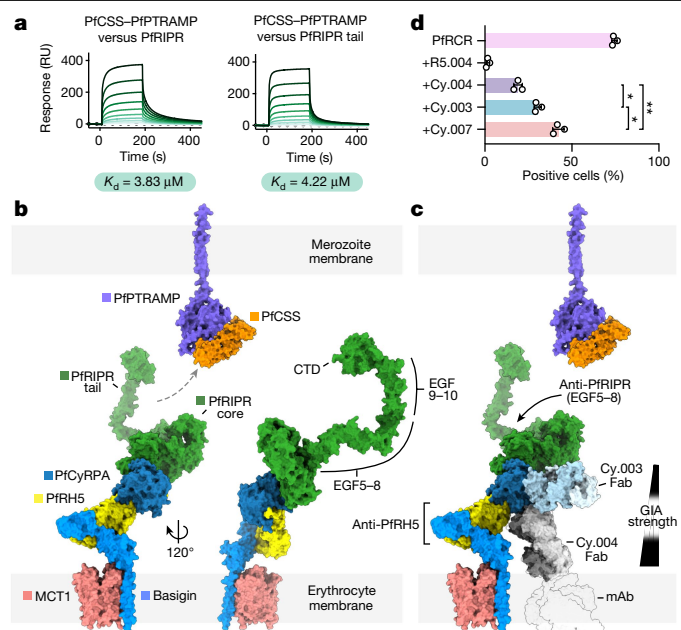 a
PfCSS–PfPTRAMP
versus PfRIPR
PfCSS–PfPTRAMP
versus PfRIPR tail
Response (RU)
400
200
0
0 200 400
Time (s)
400
200
0
0 200 400
Time (s)
Kd = 3.83 μM
Kd = 4.22 μM
d
PfRCR
+R5.004
+Cy.004
+Cy.003
+Cy.007
*
*
***
0 50 100
Positive cells (%)
b
Merozoite
membrane
PfPTRAMP
PfCSS
PfRIPR
tail
PfRIPR
core
CTD
EGF
9–10
EGF5–8
PfCyRPA
PfRH5
120°
MCT1
Basigin
Erythrocyte
membrane
c
Anti-PfRIPR
(EGF5–8)
Cy.003
Fab
Anti-PfRH5
GIA
strength
Cy.004
Fab
mAb